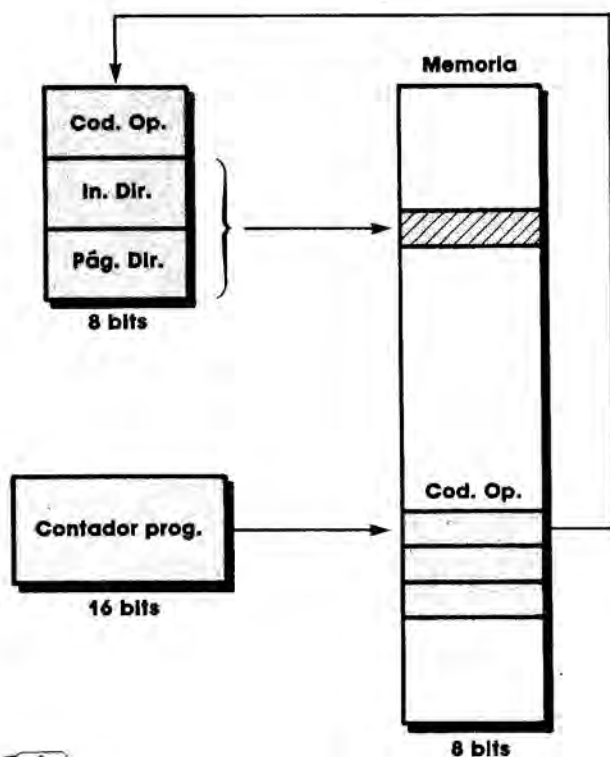 Memoria
Cod. Op.
In. Dir.
Pág. Dir.
8 bits
Cod. Op.
Contador prog.
16 bits
8 bits